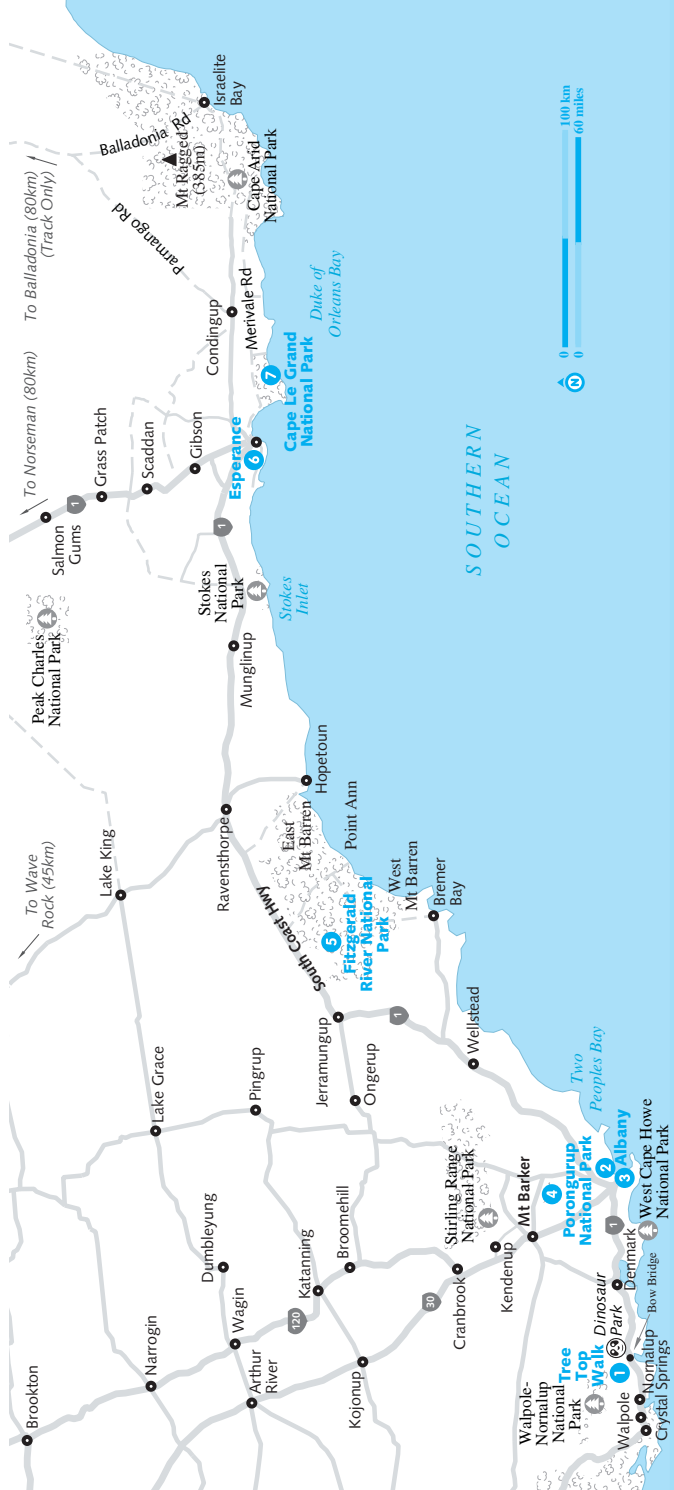 To Wave
Rock (45km)
To Norseman (80km)
To Balladonia (80km)
(Track Only)
Brookton
Narrogin
Lake Grace
Lake King
Peak Charles
National Park
Salmon
Gums
1
Grass Patch
Scaddan
Gibson
Parmango Rd
Balladonia Rd
Mt Ragged
(385m)
Israelite
Bay
Cape Arid
National Park
Arthur
River
Wagin
Dumbleyung
Pingrup
Ravensthorpe
Munglinup
Stokes
National
Park
1
Esperance
6
Condingup
Merivale Rd
7
Cape Le Grand
National Park
Duke of
Orleans Bay
Stokes
Inlet
120
Katanning
Broomehill
Kojonup
Jerramungup
Ongerup
South Coast Hwy
5
Fitzgerald
River National
Park
East
Mt Barren
Hopetoun
Point Ann
West
Mt Barren
Bremer
Bay
1
30
Cranbrook
Stirling Range
National Park
Kendenup
Wellstead
Mt Barker
4
Porongurup
National Park
Two
Peoples Bay
2
3
Albany
SOUTHERN
OCEAN
Walpole-
Nornalup
National
Park
Tree
Top
Walk
1
Dinosaur
Park
Denmark
1
West Cape Howe
National Park
Bow Bridge
Walpole
Nornalup
Crystal Springs
N
0
100 km
0
60 miles